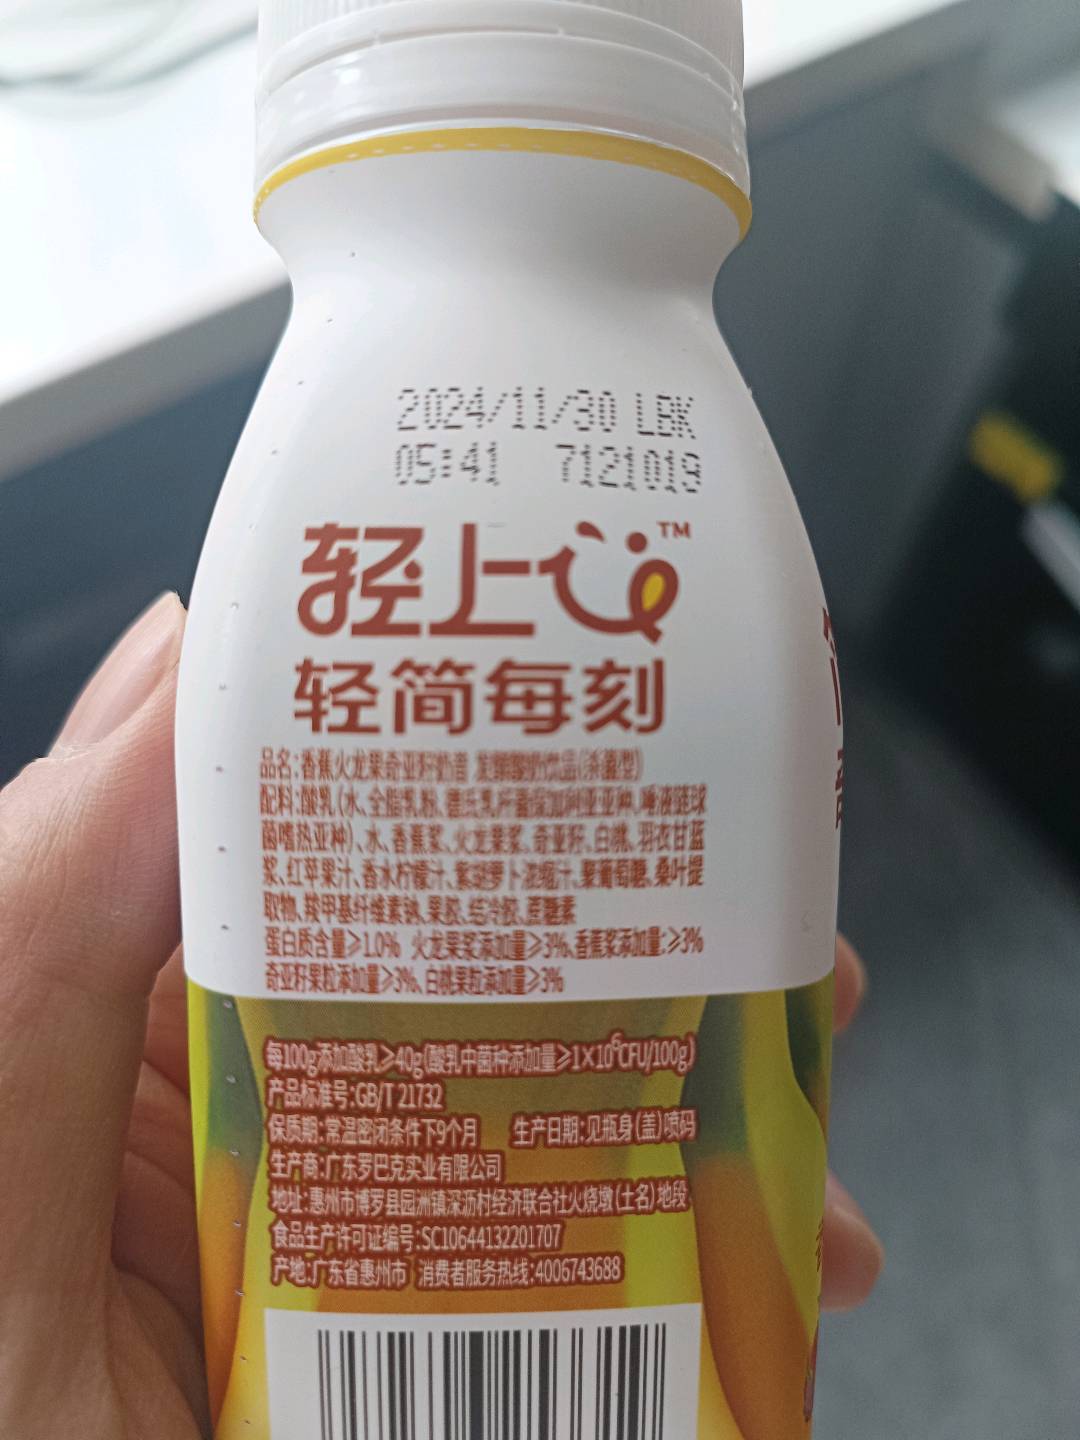 2024/11/30 LBK
05:41 7121019
轻上 TM
轻简每刻
品名:香蕉火龙果奇亚籽奶昔 发酵酸奶饮品(杀菌型)
配料:酸乳(水、全脂乳粉、德氏乳杆菌保加利亚亚种、唾液链球
菌嗜热亚种)、水、香蕉浆、火龙果浆、奇亚籽、白桃、羽衣甘蓝
浆、红苹果汁、香水柠檬汁、紫胡萝卜浓缩汁、果葡萄糖、桑叶提
取物、羧甲基纤维素钠、果胶、结冷胶、蔗糖素
蛋白质含量≥1.0% 火龙果浆添加量≥3%、香蕉浆添加量:≥3%
奇亚籽果粒添加量≥3%、白桃果粒添加量≥3%
每100g添加酸乳≥40g(酸乳中菌种添加量≥1×10⁶CFU/100g)
产品标准号:GB/T 21732
保质期:常温密闭条件下9个月 生产日期:见瓶身(盖)喷码
生产商:广东罗巴克实业有限公司
地址:惠州市博罗县园洲镇深沥村经济联合社火烧墩(土名)地段
食品生产许可证编号:SC10644132201707
产地:广东省惠州市 消费者服务热线:4006743688